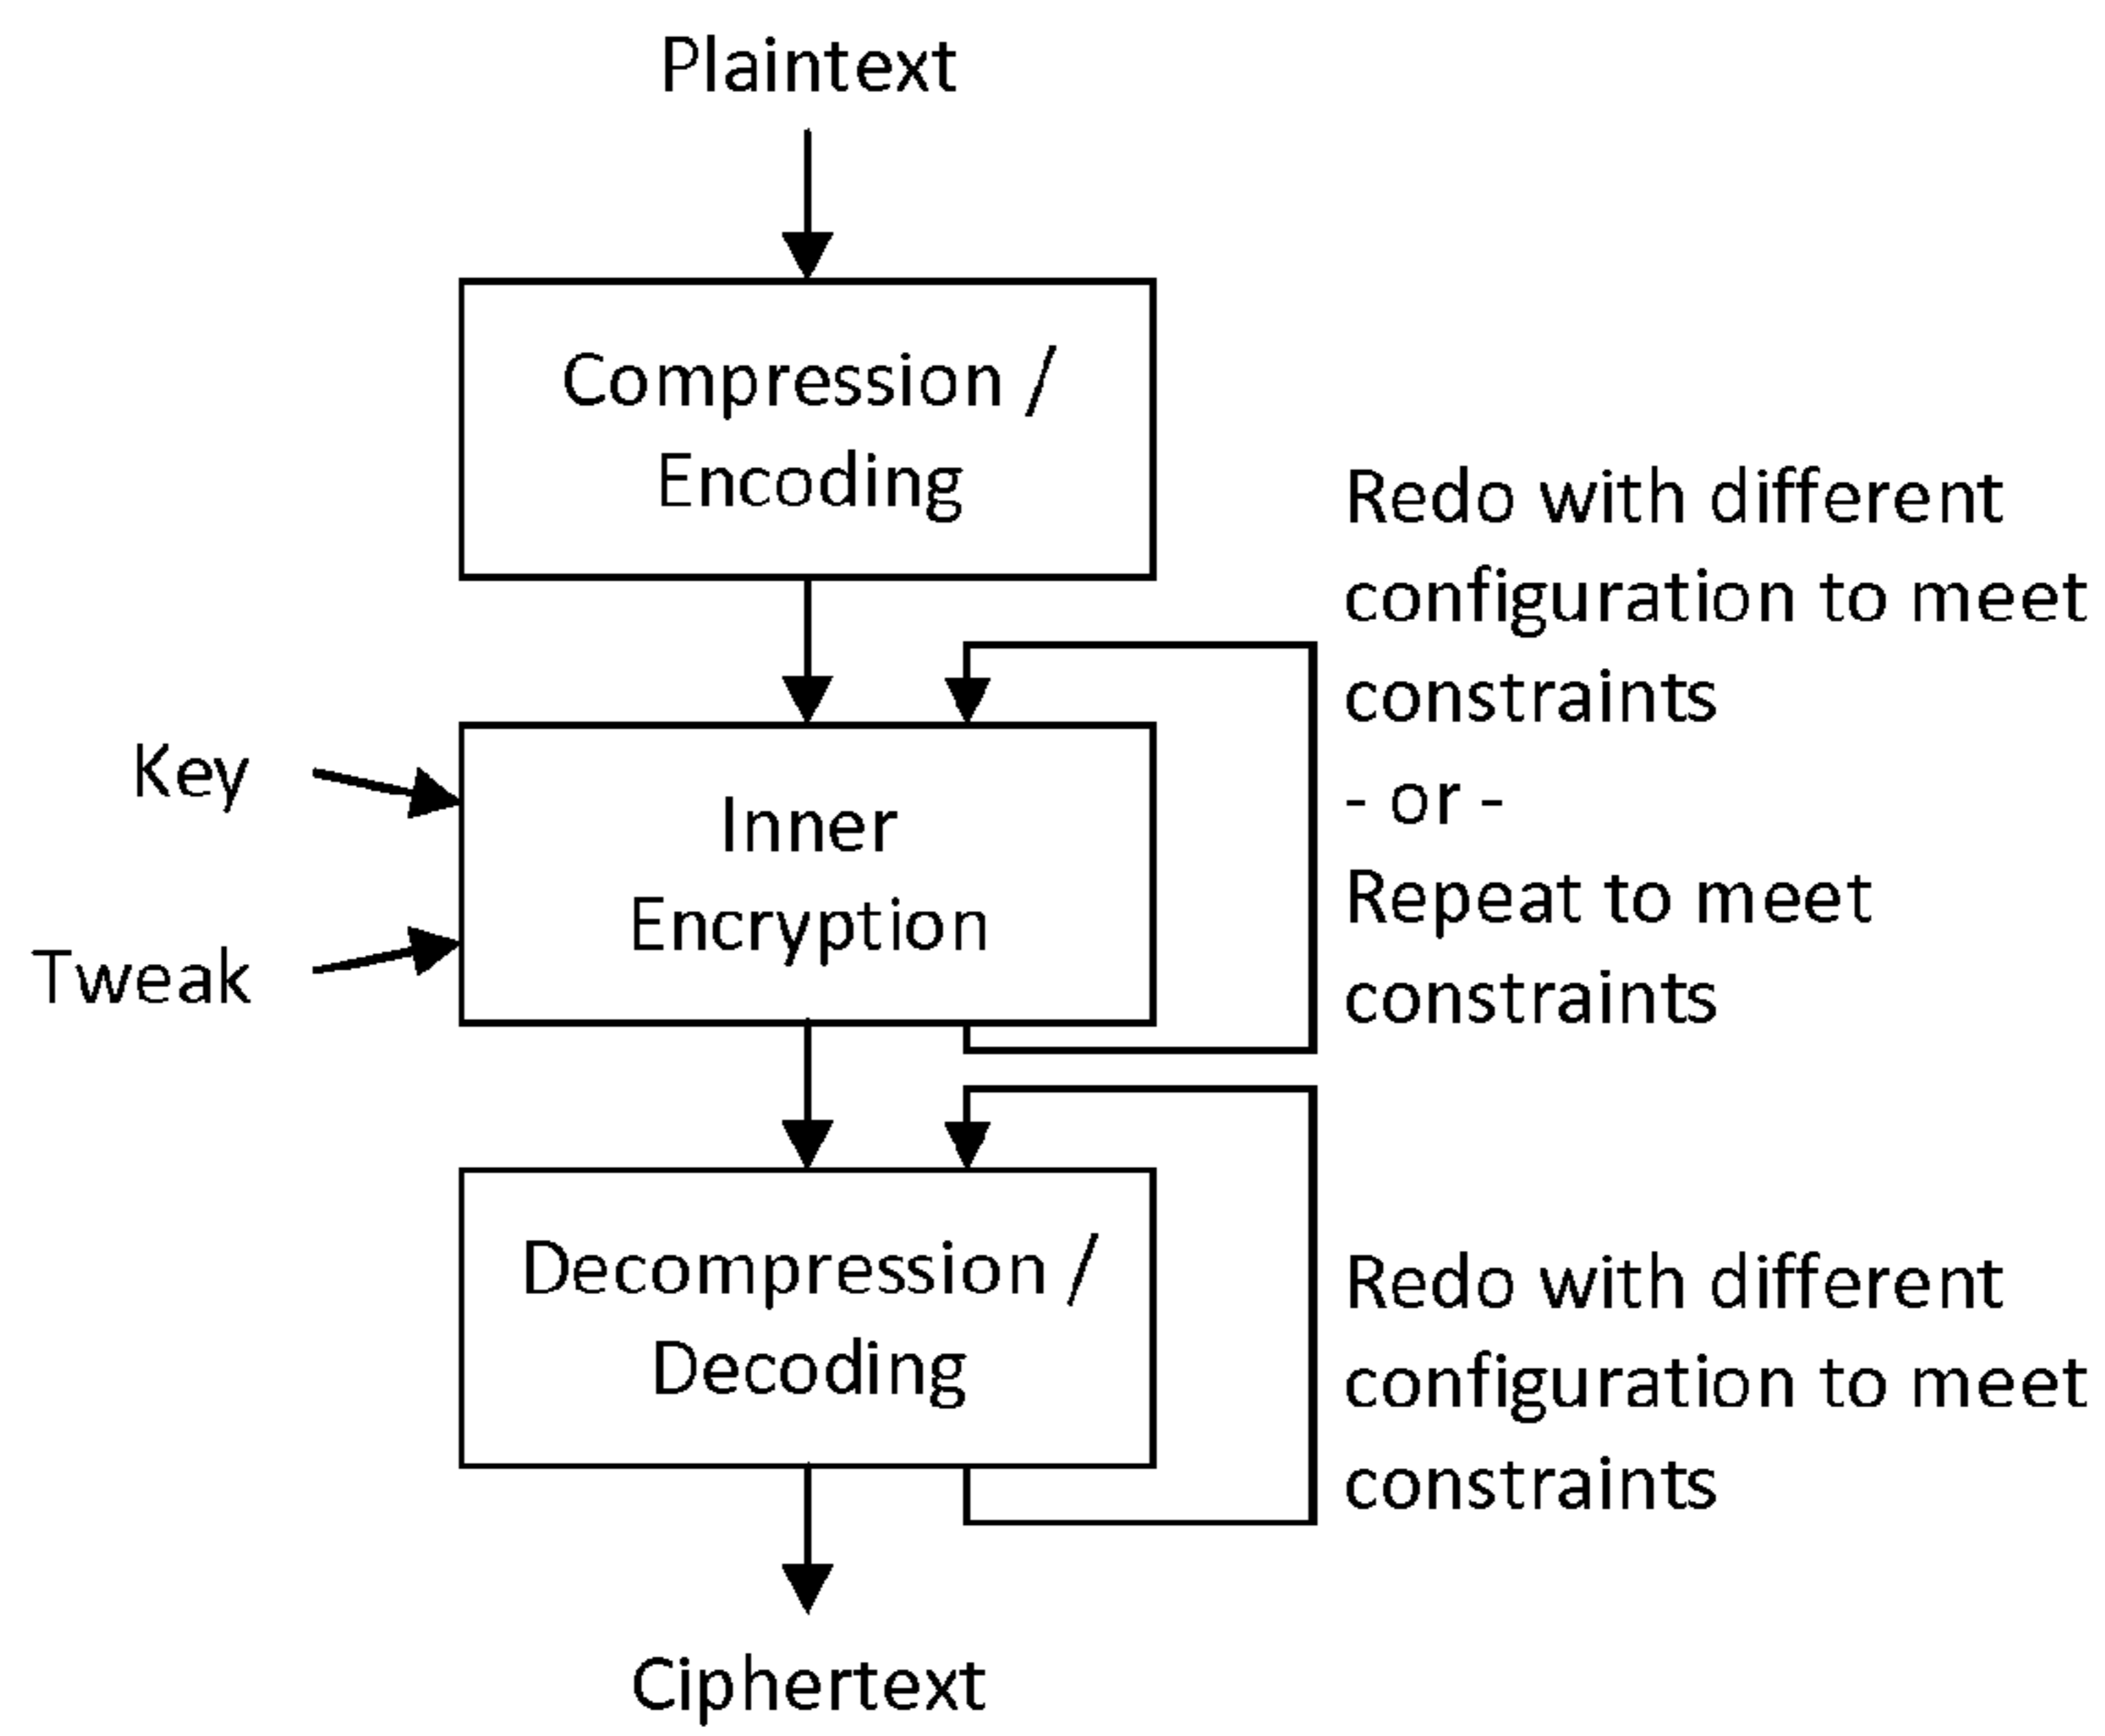 Plaintext
Compression /
Encoding
Redo with different
configuration to meet
constraints
- or -
Repeat to meet
constraints
Key
Tweak
Inner
Encryption
Decompression /
Decoding
Redo with different
configuration to meet
constraints
Ciphertext